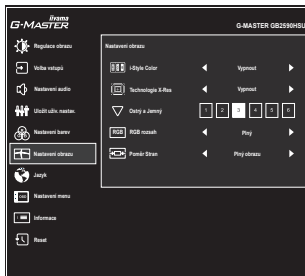 iiyama
G-MASTER
G-MASTER GB2590HSU
Regulace obrazu
Volba vstupů
Nastavení audio
Uložit uživ. nastav.
Nastavení barev
Nastavení obrazu
Jazyk
Nastavení menu
Informace
Reset
Nastavení obrazu
i-Style Color
Vypnout
Technologie X-Res
Vypnout
Ostrý a Jemný
1 2 3 4 5 6
RGB RGB rozsah
Plný
Poměr Stran
Plný obrazu